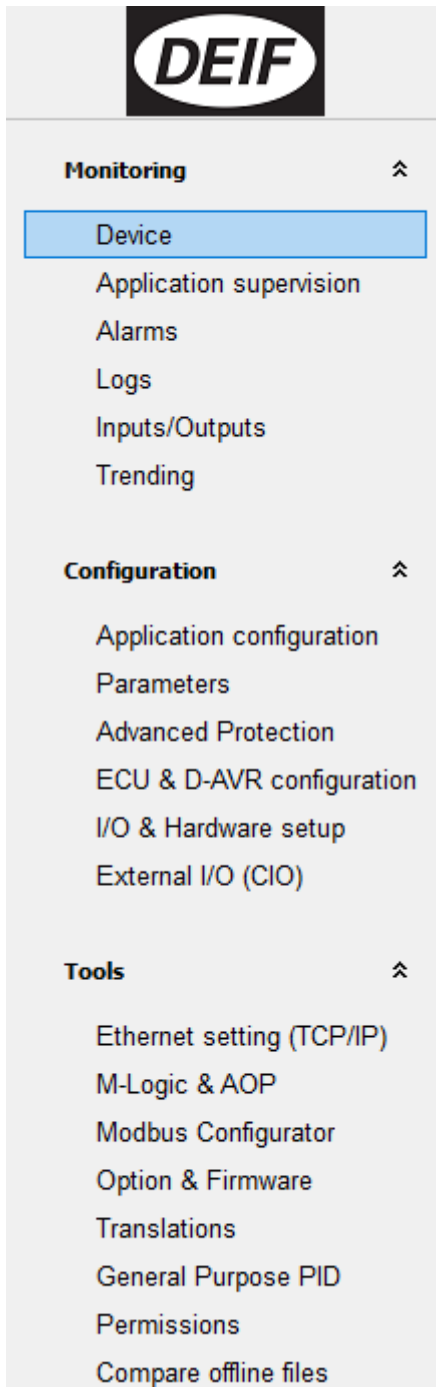 DEIF
Monitoring
Device
Application supervision
Alarms
Logs
Inputs/Outputs
Trending
Configuration
Application configuration
Parameters
Advanced Protection
ECU & D-AVR configuration
I/O & Hardware setup
External I/O (CIO)
Tools
Ethernet setting (TCP/IP)
M-Logic & AOP
Modbus Configurator
Option & Firmware
Translations
General Purpose PID
Permissions
Compare offline files